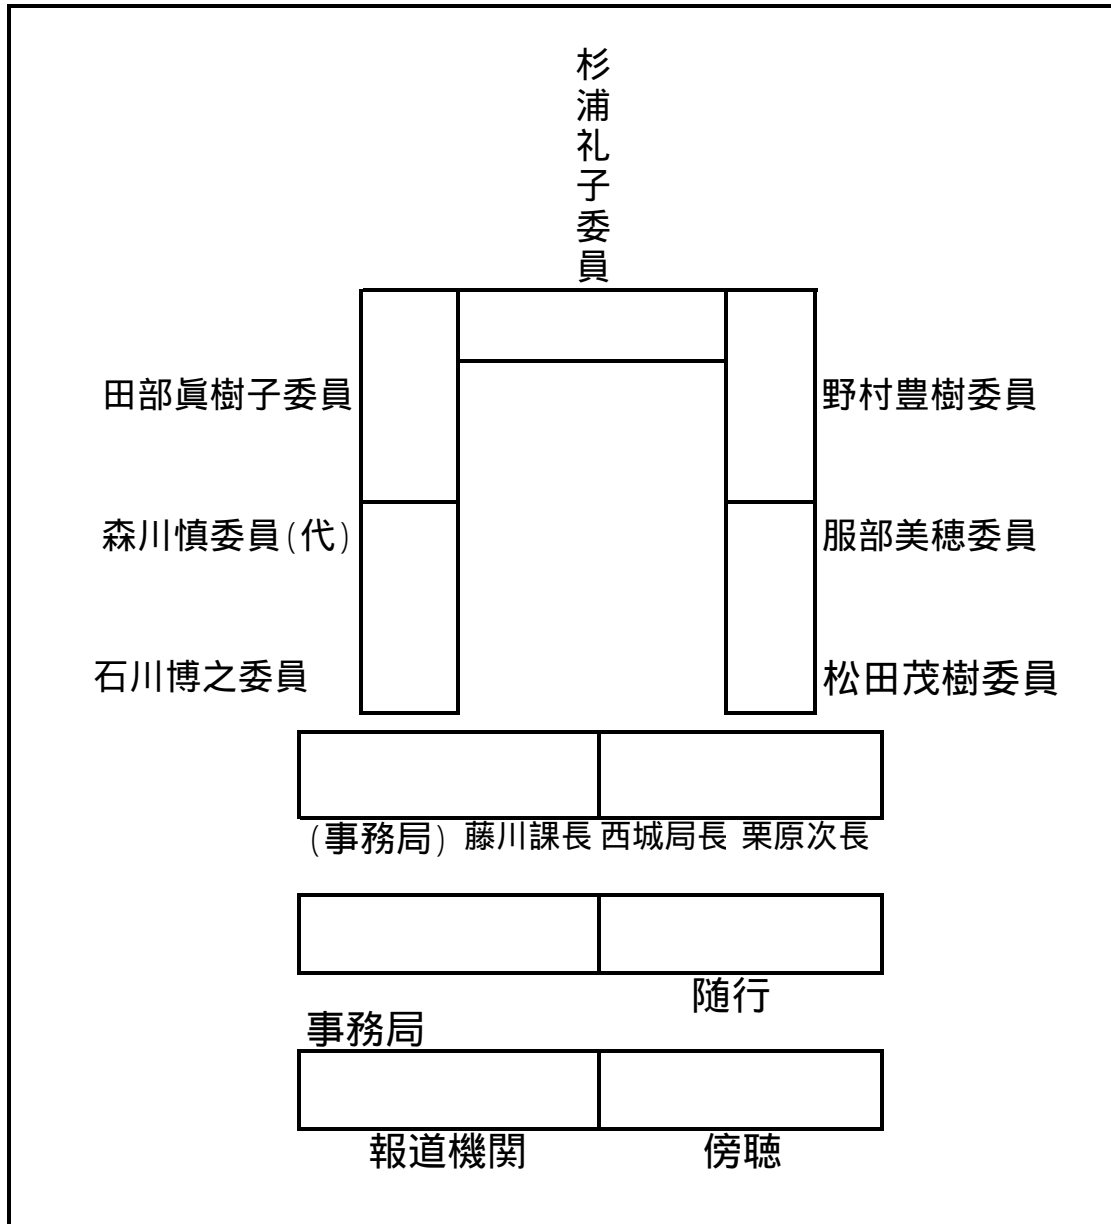 杉浦礼子委員
田部眞樹子委員
野村豊樹委員
森川慎委員(代)
服部美穂委員
石川博之委員
松田茂樹委員
(事務局) 藤川課長 西城局長 栗原次長
随行
事務局
報道機関
傍聴